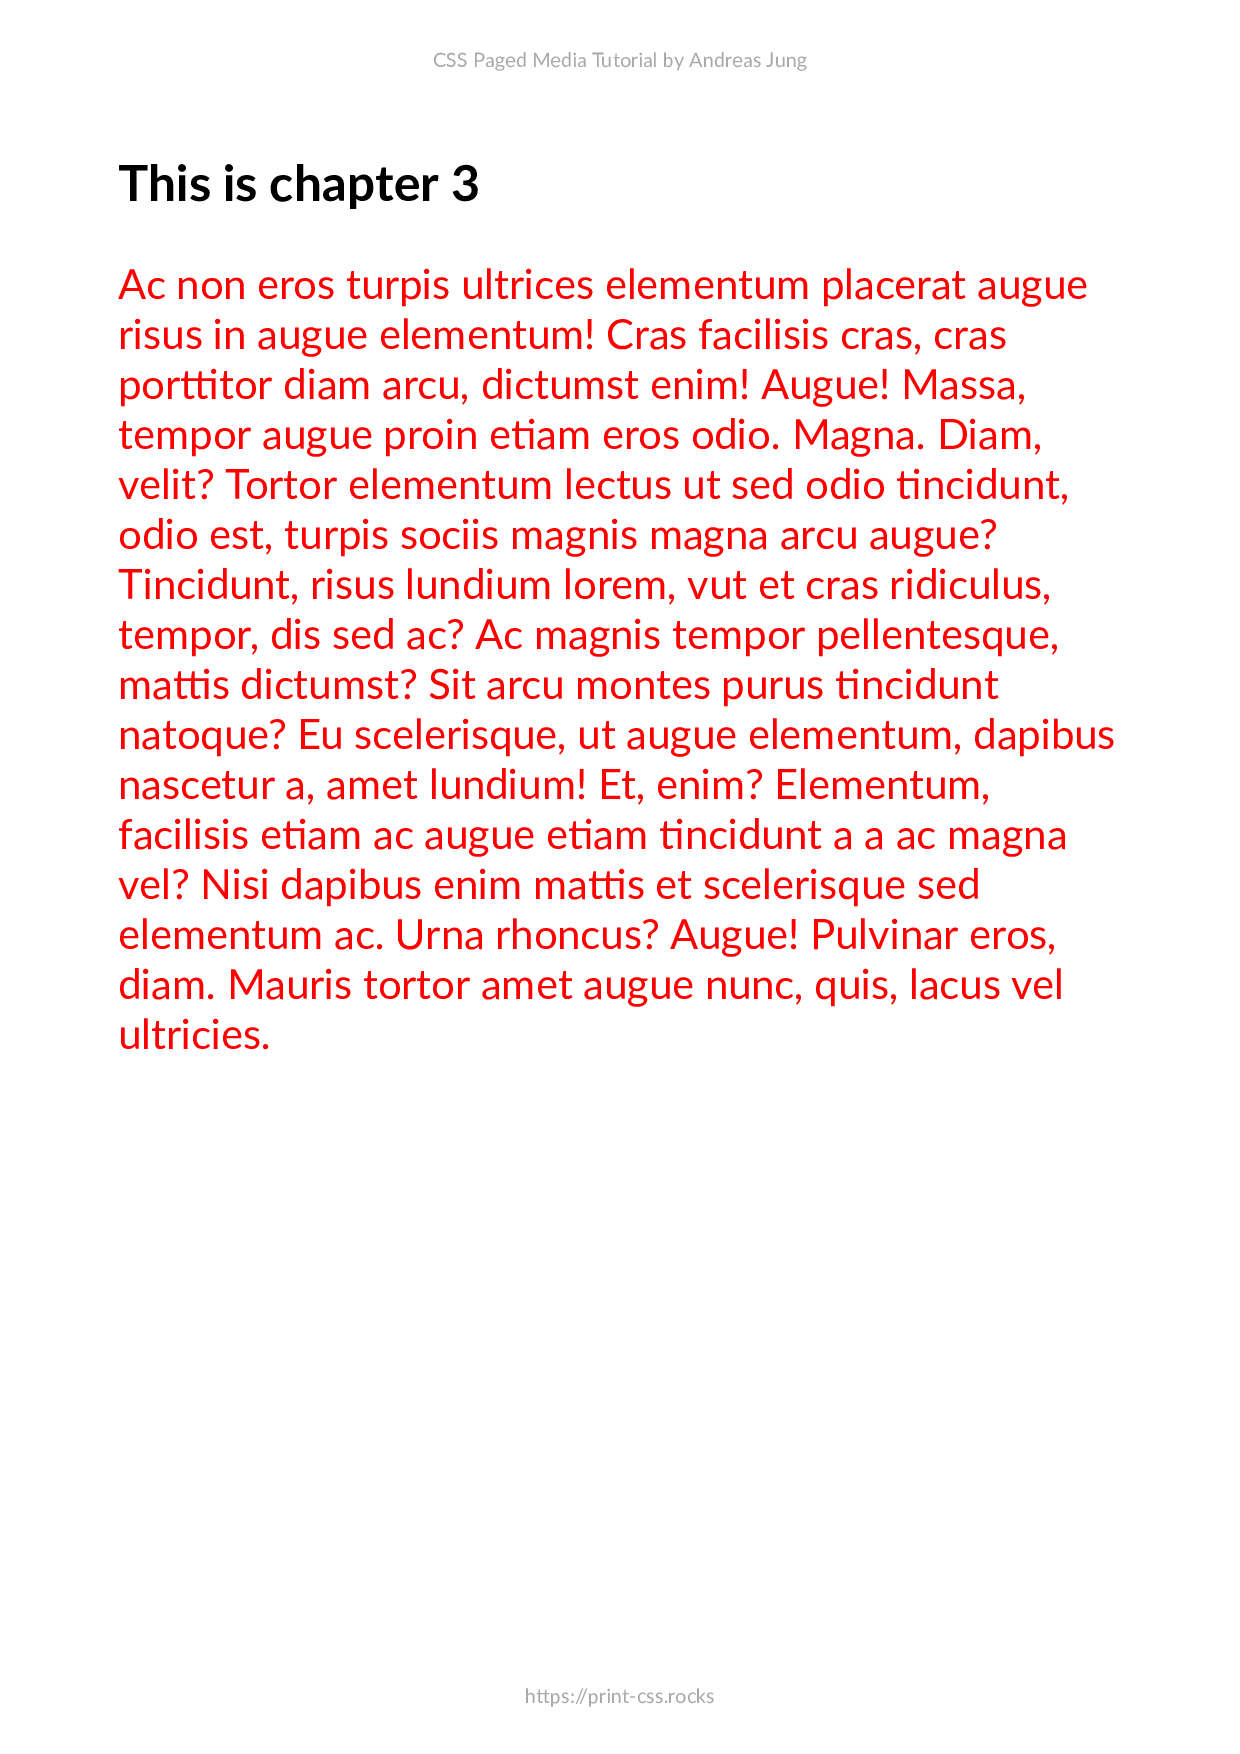 CSS Paged Media Tutorial by Andreas Jung
This is chapter 3
Ac non eros turpis ultrices elementum placerat augue
risus in augue elementum! Cras facilisis cras, cras
porttitor diam arcu, dictumst enim! Augue! Massa,
tempor augue proin etiam eros odio. Magna. Diam,
velit? Tortor elementum lectus ut sed odio tincidunt,
odio est, turpis sociis magnis magna arcu augue?
Tincidunt, risus lundium lorem, vut et cras ridiculus,
tempor, dis sed ac? Ac magnis tempor pellentesque,
mattis dictumst? Sit arcu montes purus tincidunt
natoque? Eu scelerisque, ut augue elementum, dapibus
nascetur a, amet lundium! Et, enim? Elementum,
facilisis etiam ac augue etiam tincidunt a a ac magna
vel? Nisi dapibus enim mattis et scelerisque sed
elementum ac. Urna rhoncus? Augue! Pulvinar eros,
diam. Mauris tortor amet augue nunc, quis, lacus vel
ultricies.
https://print-css.rocks